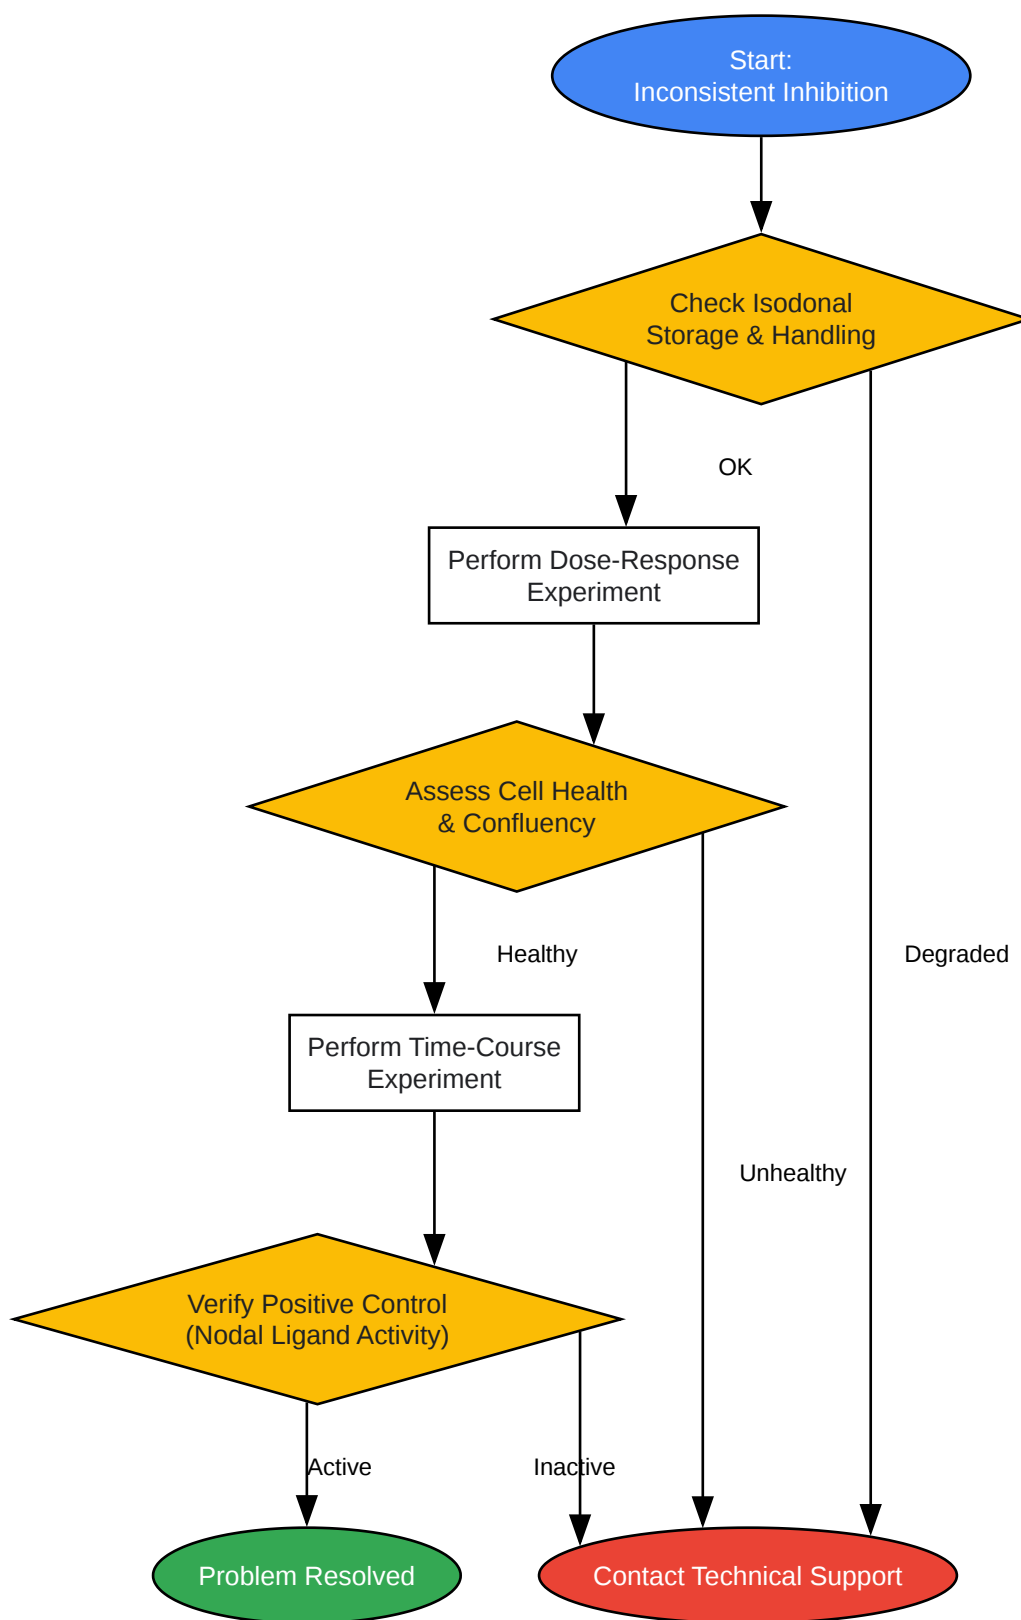 Start:
Inconsistent Inhibition
Check Isodonal
Storage & Handling
OK
Perform Dose-Response
Experiment
Assess Cell Health
& Confluency
Healthy
Degraded
Perform Time-Course
Experiment
Unhealthy
Verify Positive Control
(Nodal Ligand Activity)
Active
Inactive
Problem Resolved
Contact Technical Support